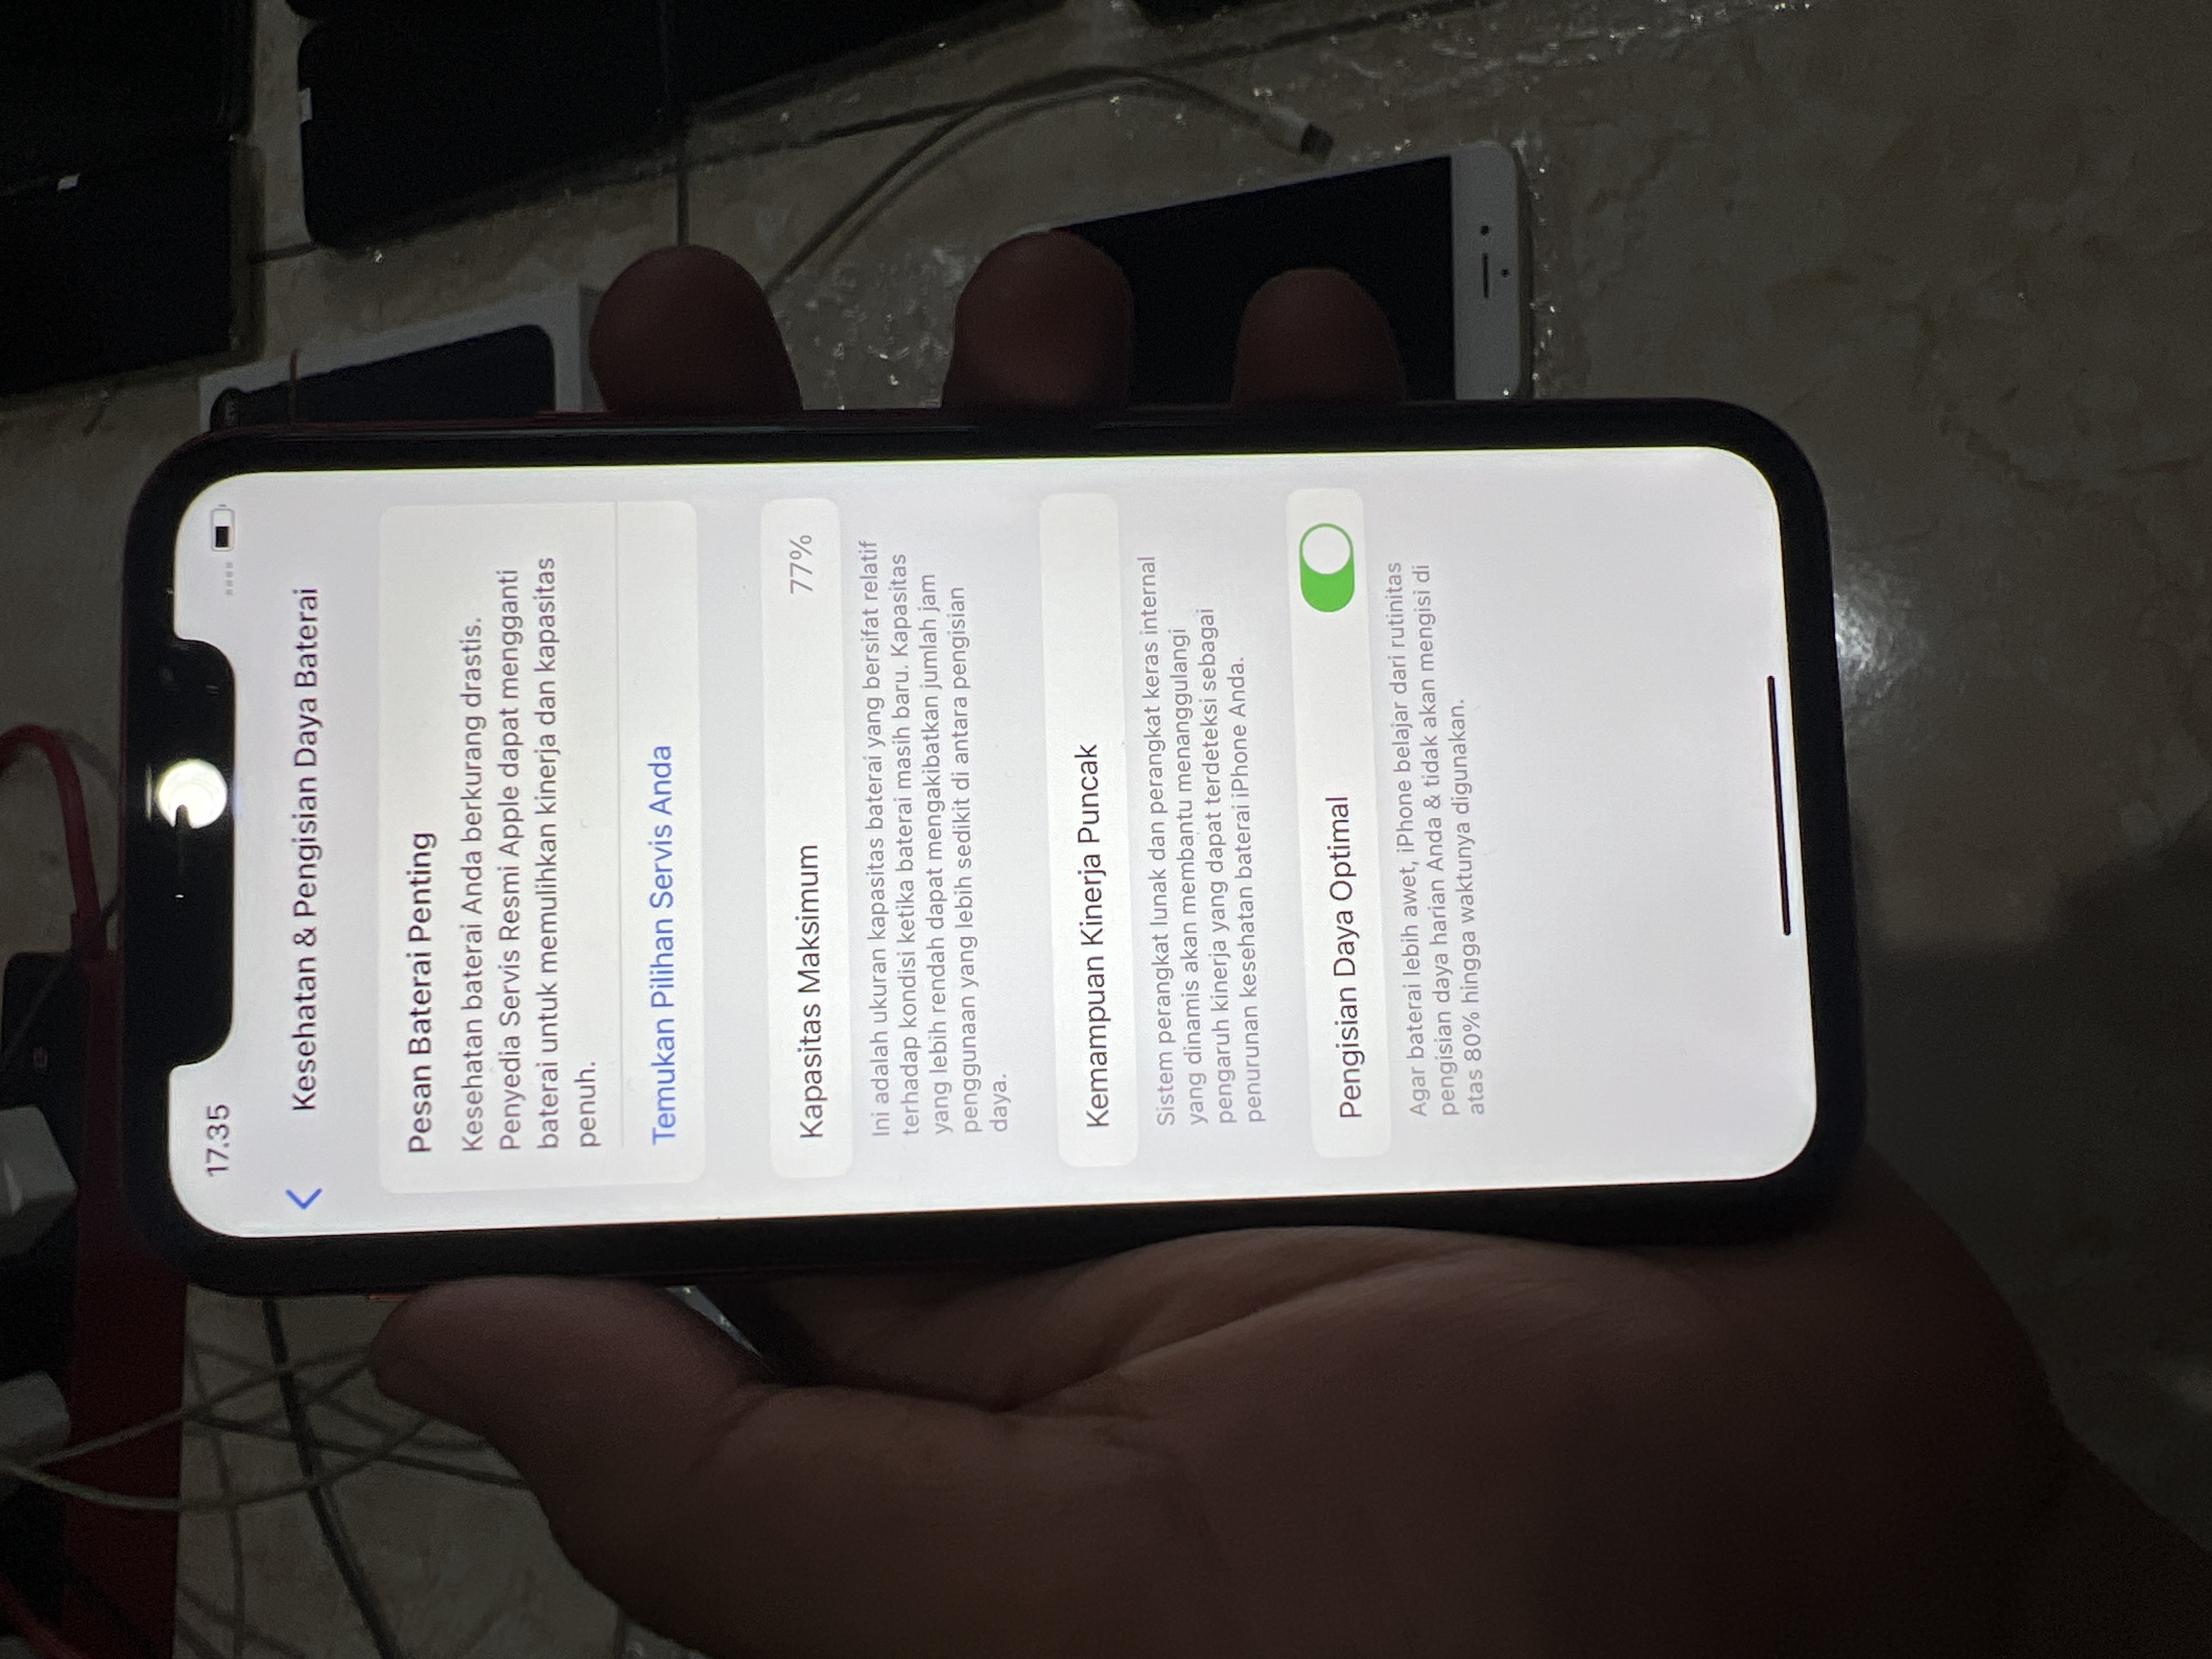 17.35
Kesehatan & Pengisian Daya Baterai
Pesan Baterai Penting
Kesehatan baterai Anda berkurang drastis.
Penyedia Servis Resmi Apple dapat mengganti
baterai untuk memulihkan kinerja dan kapasitas
penuh.
Temukan Pilihan Servis Anda
Kapasitas Maksimum 77%
Ini adalah ukuran kapasitas baterai yang bersifat relatif
terhadap kondisi ketika baterai masih baru. Kapasitas
yang lebih rendah dapat mengakibatkan jumlah jam
penggunaan yang lebih sedikit di antara pengisian
daya.
Kemampuan Kinerja Puncak
Sistem perangkat lunak dan perangkat keras internal
yang dinamis akan membantu menanggulangi
pengaruh kinerja yang dapat terdeteksi sebagai
penurunan kesehatan baterai iPhone Anda.
Pengisian Daya Optimal
Agar baterai lebih awet, iPhone belajar dari rutinitas
pengisian daya harian Anda & tidak akan mengisi di
atas 80% hingga waktunya digunakan.